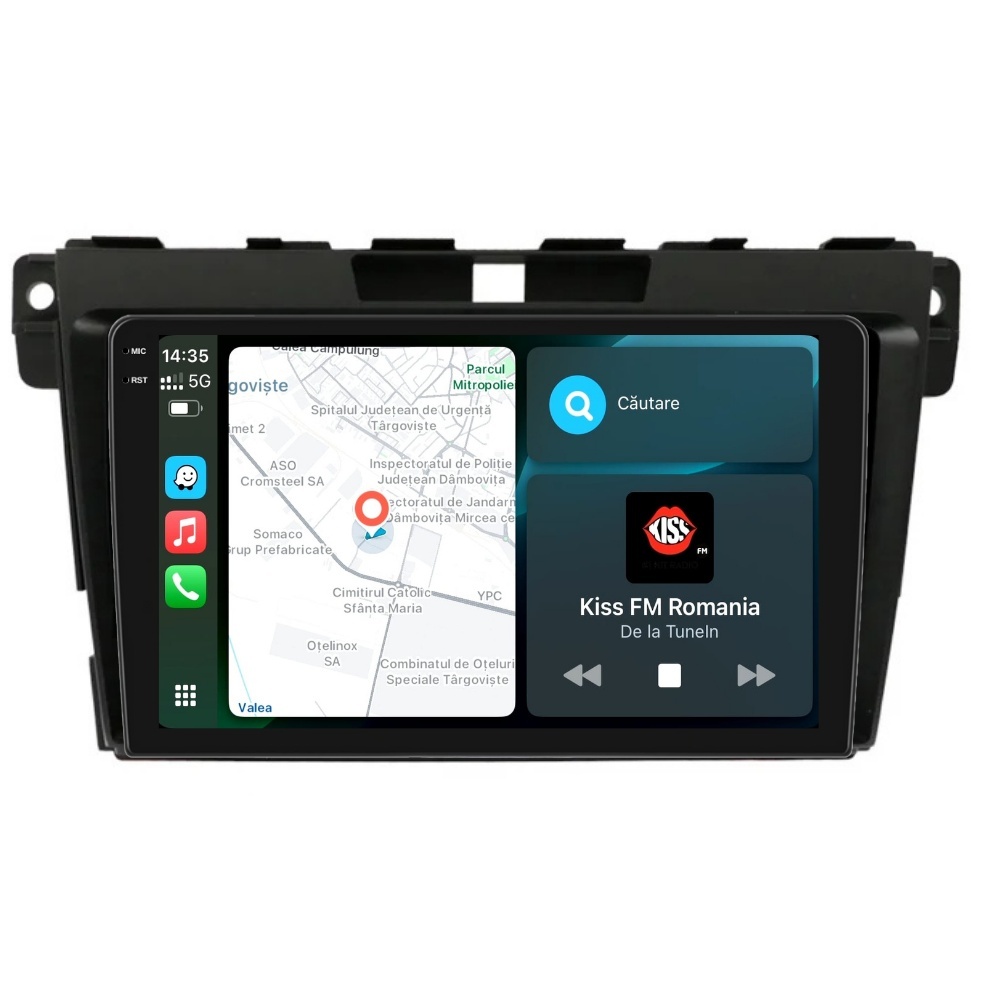 MIC
RST
14:35
5G
Calea Câmpulung
goviște
Parcul
Mitropoliei
Spitalul Județean de Urgență
Târgoviște
imet 2
ASO
Cromsteel SA
Inspectoratul de Poliție
Județean Dâmbovița
ectoratul de Jandarm
Dâmbovița Mircea ce
Somaco
Grup Prefabricate
Cimitirul Catolic
Sfânta Maria
YPC
Oțelinox
SA
Combinatul de Oțeluri
Speciale Târgoviște
Valea
Căutare
KISS
FM
Kiss FM Romania
De la TuneIn